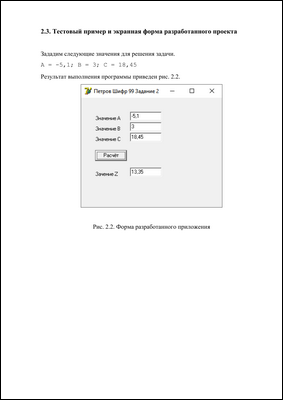 2.3. Тестовый пример и экранная форма разработанного проекта
Зададим следующие значения для решения задачи.
A = -5,1; B = 3; C = 18,45
Результат выполнения программы приведен рис. 2.2.
Петров Шифр 99 Задание 2
Значение A -5,1
Значение B 3
Значение C 18,45
Расчёт
Зачение Z 13,35
Рис. 2.2. Форма разработанного приложения